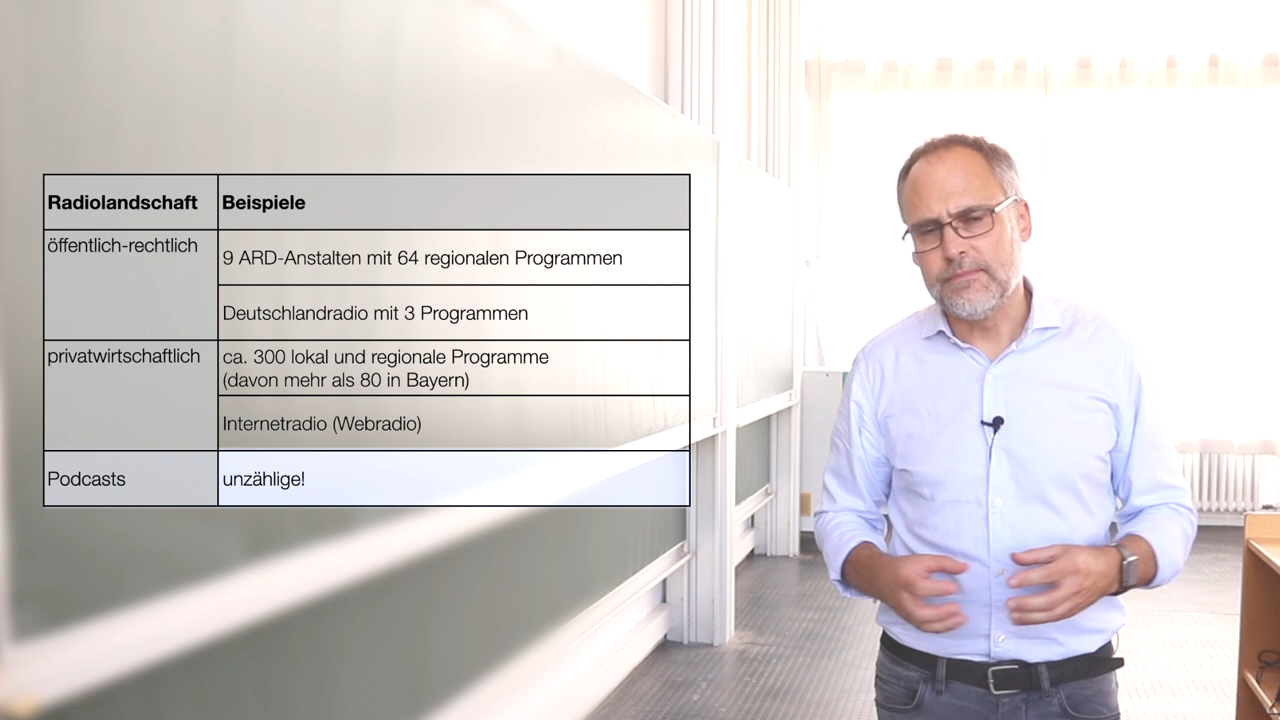 Radiolandschaft
Beispiele
öffentlich-rechtlich
9 ARD-Anstalten mit 64 regionalen Programmen
Deutschlandradio mit 3 Programmen
privatwirtschaftlich
ca. 300 lokal und regionale Programme
(davon mehr als 80 in Bayern)
Internetradio (Webradio)
Podcasts
unzählige!